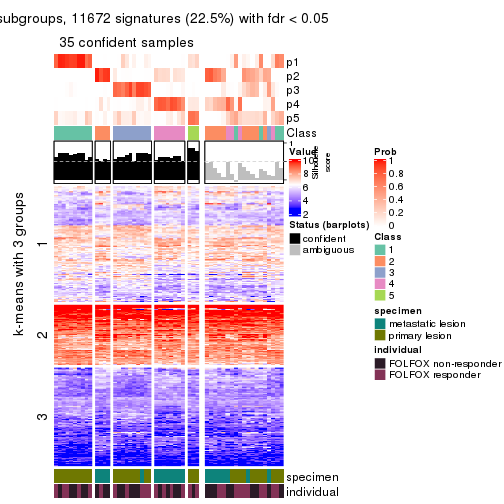 subgroups, 11672 signatures (22.5%) with fdr < 0.05
35 confident samples
p1
p2
p3
p4
p5
Class
1
Silhouette
score
Value
10
8
6
4
2
Status (barplots)
confident
ambiguous
Prob
1
0.8
0.6
0.4
0.2
0
Class
1
2
3
4
5
specimen
metastatic lesion
primary lesion
individual
FOLFOX non-responder
FOLFOX responder
k-means with 3 groups
1
2
3
specimen
individual